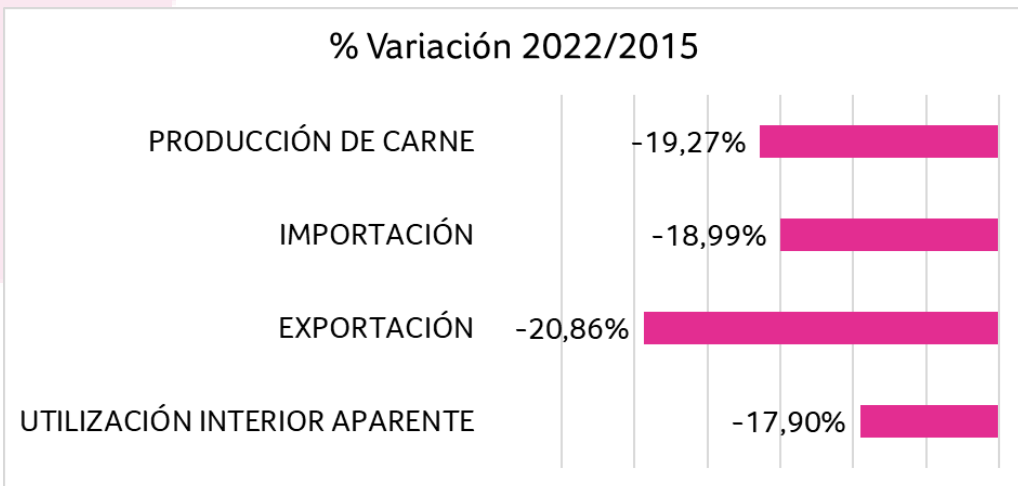 % Variación 2022/2015
PRODUCCIÓN DE CARNE -19,27%
IMPORTACIÓN -18,99%
EXPORTACIÓN -20,86%
UTILIZACIÓN INTERIOR APARENTE -17,90%